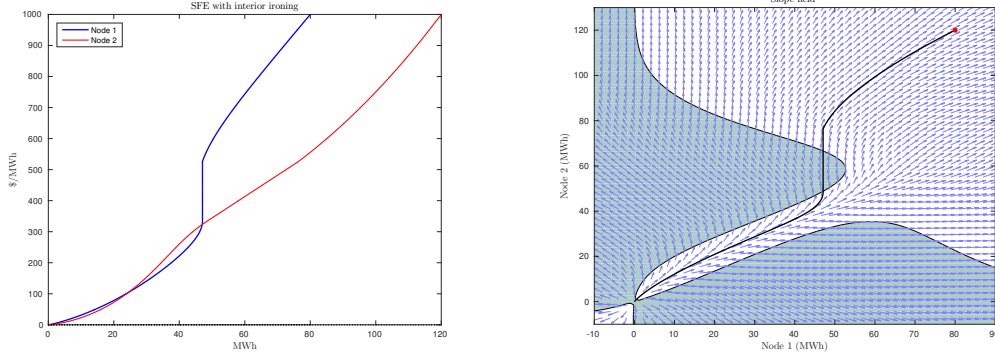 SFE with interior ironing
Node 1
Node 2
1000
900
800
700
600
500
400
300
200
100
0
$/MWh
0 20 40 60 80 100 120
MWh
Slope field
120
100
80
60
40
20
0
Node 2 (MWh)
-10 0 10 20 30 40 50 60 70 80 90
Node 1 (MWh)